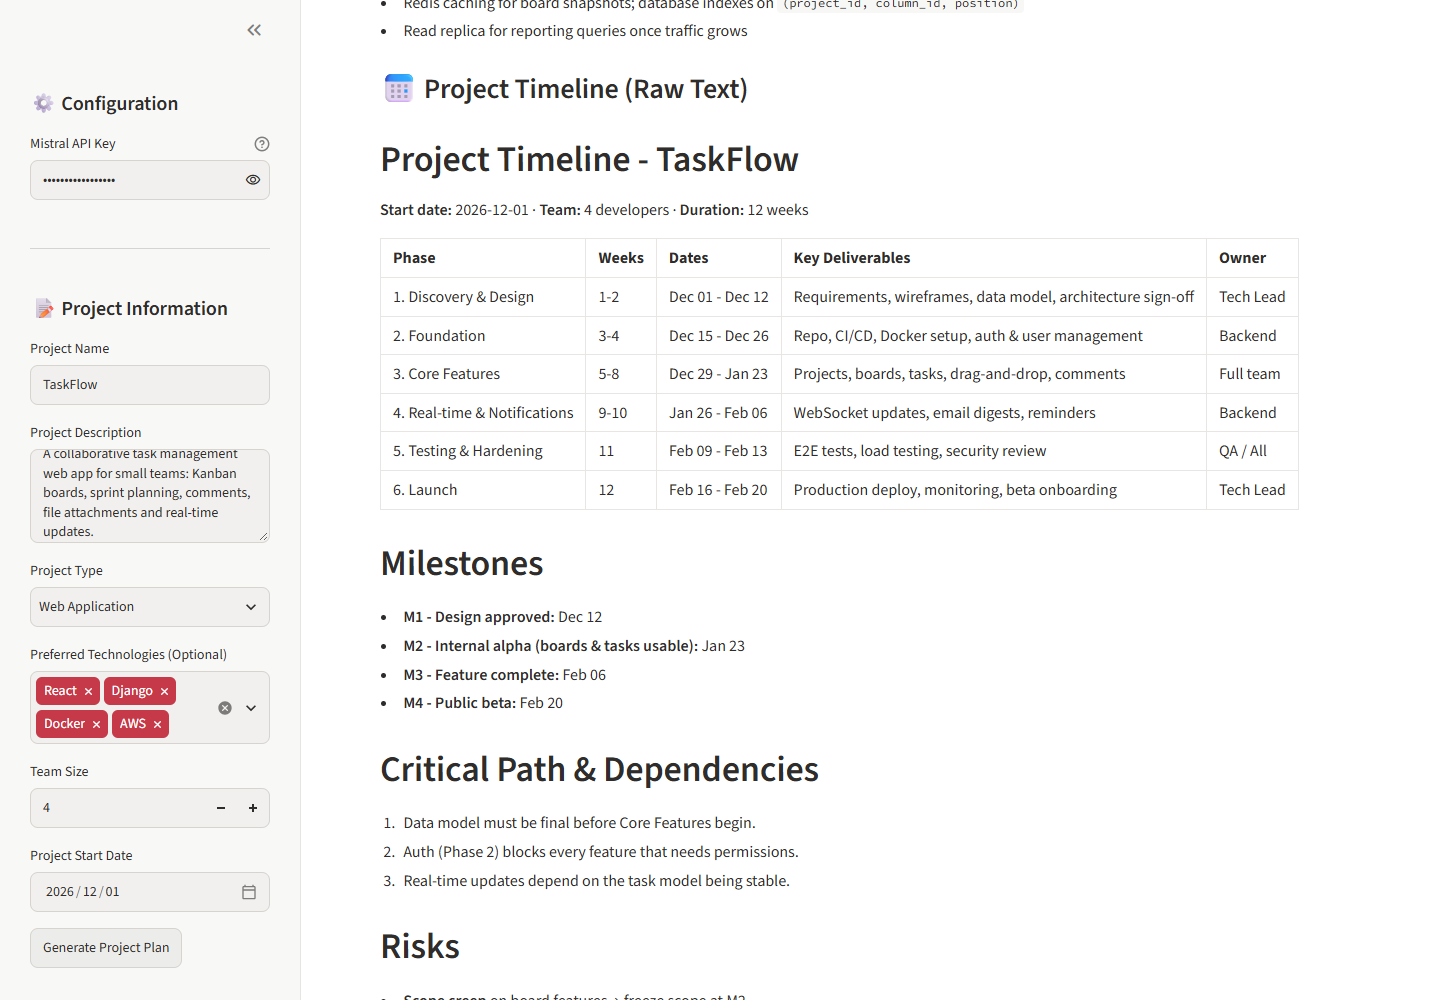 Configuration
Mistral API Key
•••••••••••••••••
Project Information
Project Name
TaskFlow
Project Description
A collaborative task management
web app for small teams: Kanban
boards, sprint planning, comments,
file attachments and real-time
updates.
Project Type
Web Application
Preferred Technologies (Optional)
React × Django ×
Docker × AWS ×
Team Size
4
Project Start Date
2026/12/01
Generate Project Plan
• Redis caching for board snapshots; database indexes on (project_id, column_id, position)
• Read replica for reporting queries once traffic grows
Project Timeline (Raw Text)
Project Timeline - TaskFlow
Start date: 2026-12-01 · Team: 4 developers · Duration: 12 weeks
Phase Weeks Dates Key Deliverables Owner
1. Discovery & Design 1-2 Dec 01 - Dec 12 Requirements, wireframes, data model, architecture sign-off Tech Lead
2. Foundation 3-4 Dec 15 - Dec 26 Repo, CI/CD, Docker setup, auth & user management Backend
3. Core Features 5-8 Dec 29 - Jan 23 Projects, boards, tasks, drag-and-drop, comments Full team
4. Real-time & Notifications 9-10 Jan 26 - Feb 06 WebSocket updates, email digests, reminders Backend
5. Testing & Hardening 11 Feb 09 - Feb 13 E2E tests, load testing, security review QA / All
6. Launch 12 Feb 16 - Feb 20 Production deploy, monitoring, beta onboarding Tech Lead
Milestones
• M1 - Design approved: Dec 12
• M2 - Internal alpha (boards & tasks usable): Jan 23
• M3 - Feature complete: Feb 06
• M4 - Public beta: Feb 20
Critical Path & Dependencies
1. Data model must be final before Core Features begin.
2. Auth (Phase 2) blocks every feature that needs permissions.
3. Real-time updates depend on the task model being stable.
Risks
• Scope creep on board features → freeze scope at M2